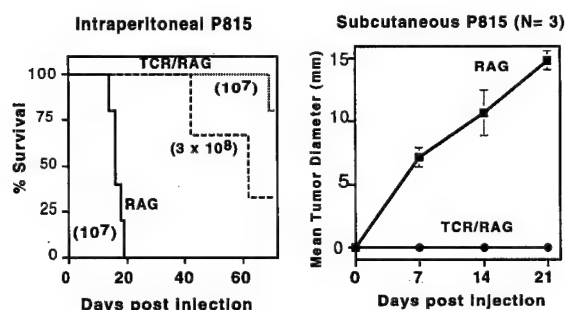 Intraperitoneal P815
% Survival
100
75
50
25
0
TCR/RAG
(10⁷)
(3 x 10⁸)
RAG
(10⁷)
0 20 40 60
Days post injection
Subcutaneous P815 (N= 3)
Mean Tumor Diameter (mm)
15
10
5
0
RAG
TCR/RAG
0 7 14 21
Days post injection